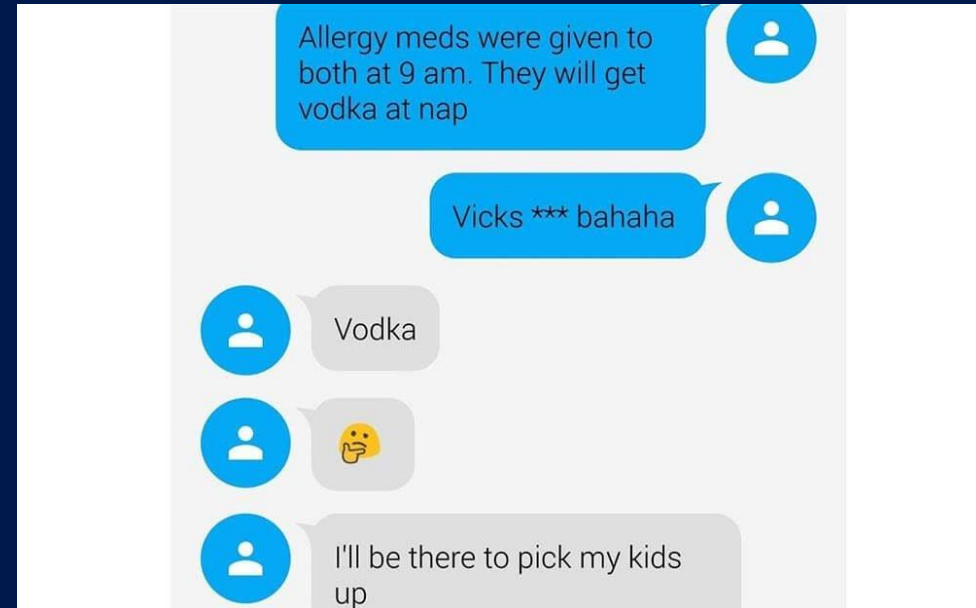 Allergy meds were given to
both at 9 am. They will get
vodka at nap
Vicks *** bahaha
Vodka
I'll be there to pick my kids
up